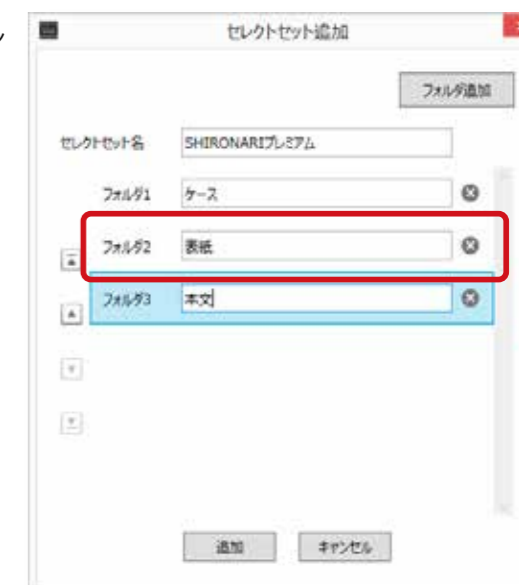 セレクトセット追加
フォルダ追加
セレクトセット名 SHIRONARIプレミアム
フォルダ1 ケース
フォルダ2 表紙
フォルダ3 本文
追加 キャンセル